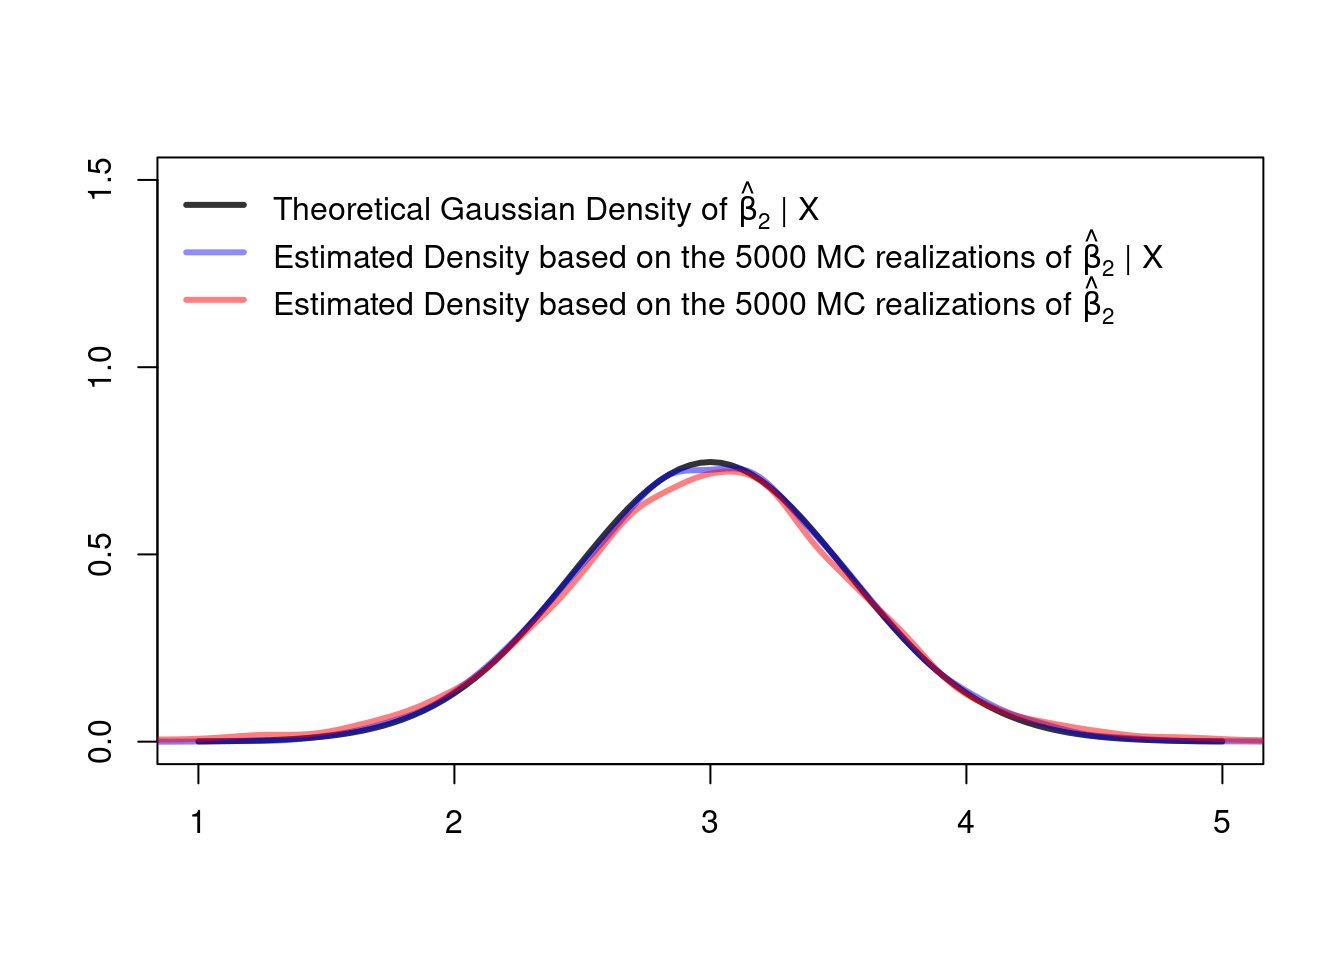 Theoretical Gaussian Density of β̂₂ | X
Estimated Density based on the 5000 MC realizations of β̂₂ | X
Estimated Density based on the 5000 MC realizations of β̂₂
1.5
1.0
0.5
0.0
1 2 3 4 5